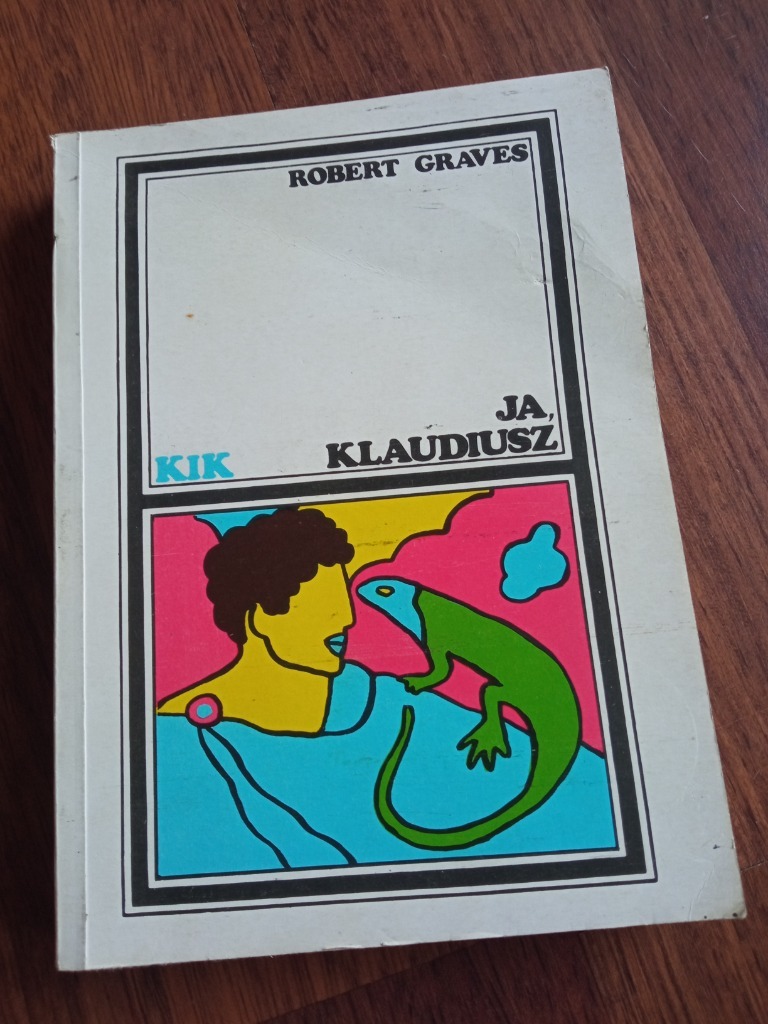 ROBERT GRAVES
JA,
KLAUDIUSZ
KIK